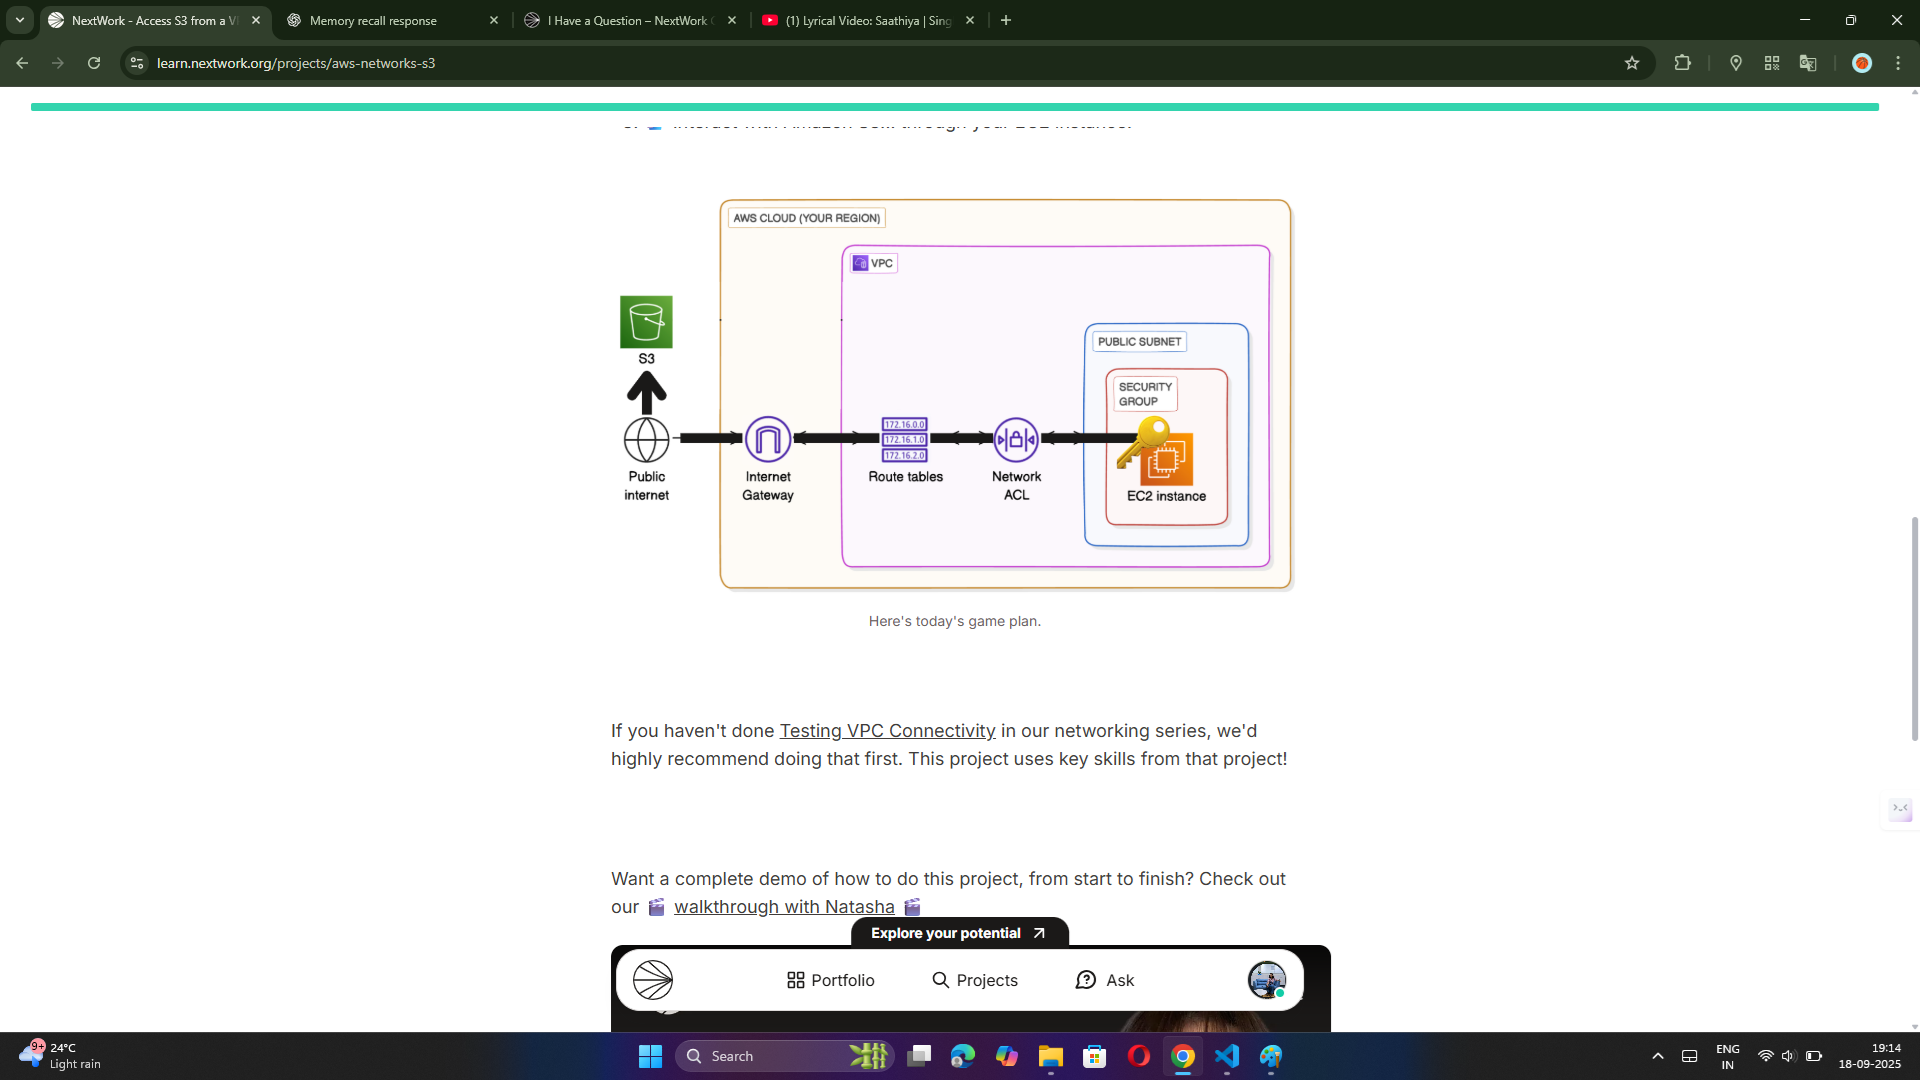 NextWork - Access S3 from a V
Memory recall response
I Have a Question – NextWork
(1) Lyrical Video: Saathiya | Sing
learn.nextwork.org/projects/aws-networks-s3
AWS CLOUD (YOUR REGION)
VPC
S3
PUBLIC SUBNET
SECURITY
GROUP
172.16.0.0
172.16.1.0
172.16.2.0
Public
internet
Internet
Gateway
Route tables
Network
ACL
EC2 instance
Here's today's game plan.
If you haven't done Testing VPC Connectivity in our networking series, we'd
highly recommend doing that first. This project uses key skills from that project!
Want a complete demo of how to do this project, from start to finish? Check out
our 🎬 walkthrough with Natasha 🎬
Explore your potential
Portfolio
Projects
Ask
9+
24°C
Light rain
Search
ENG
IN
19:14
18-09-2025